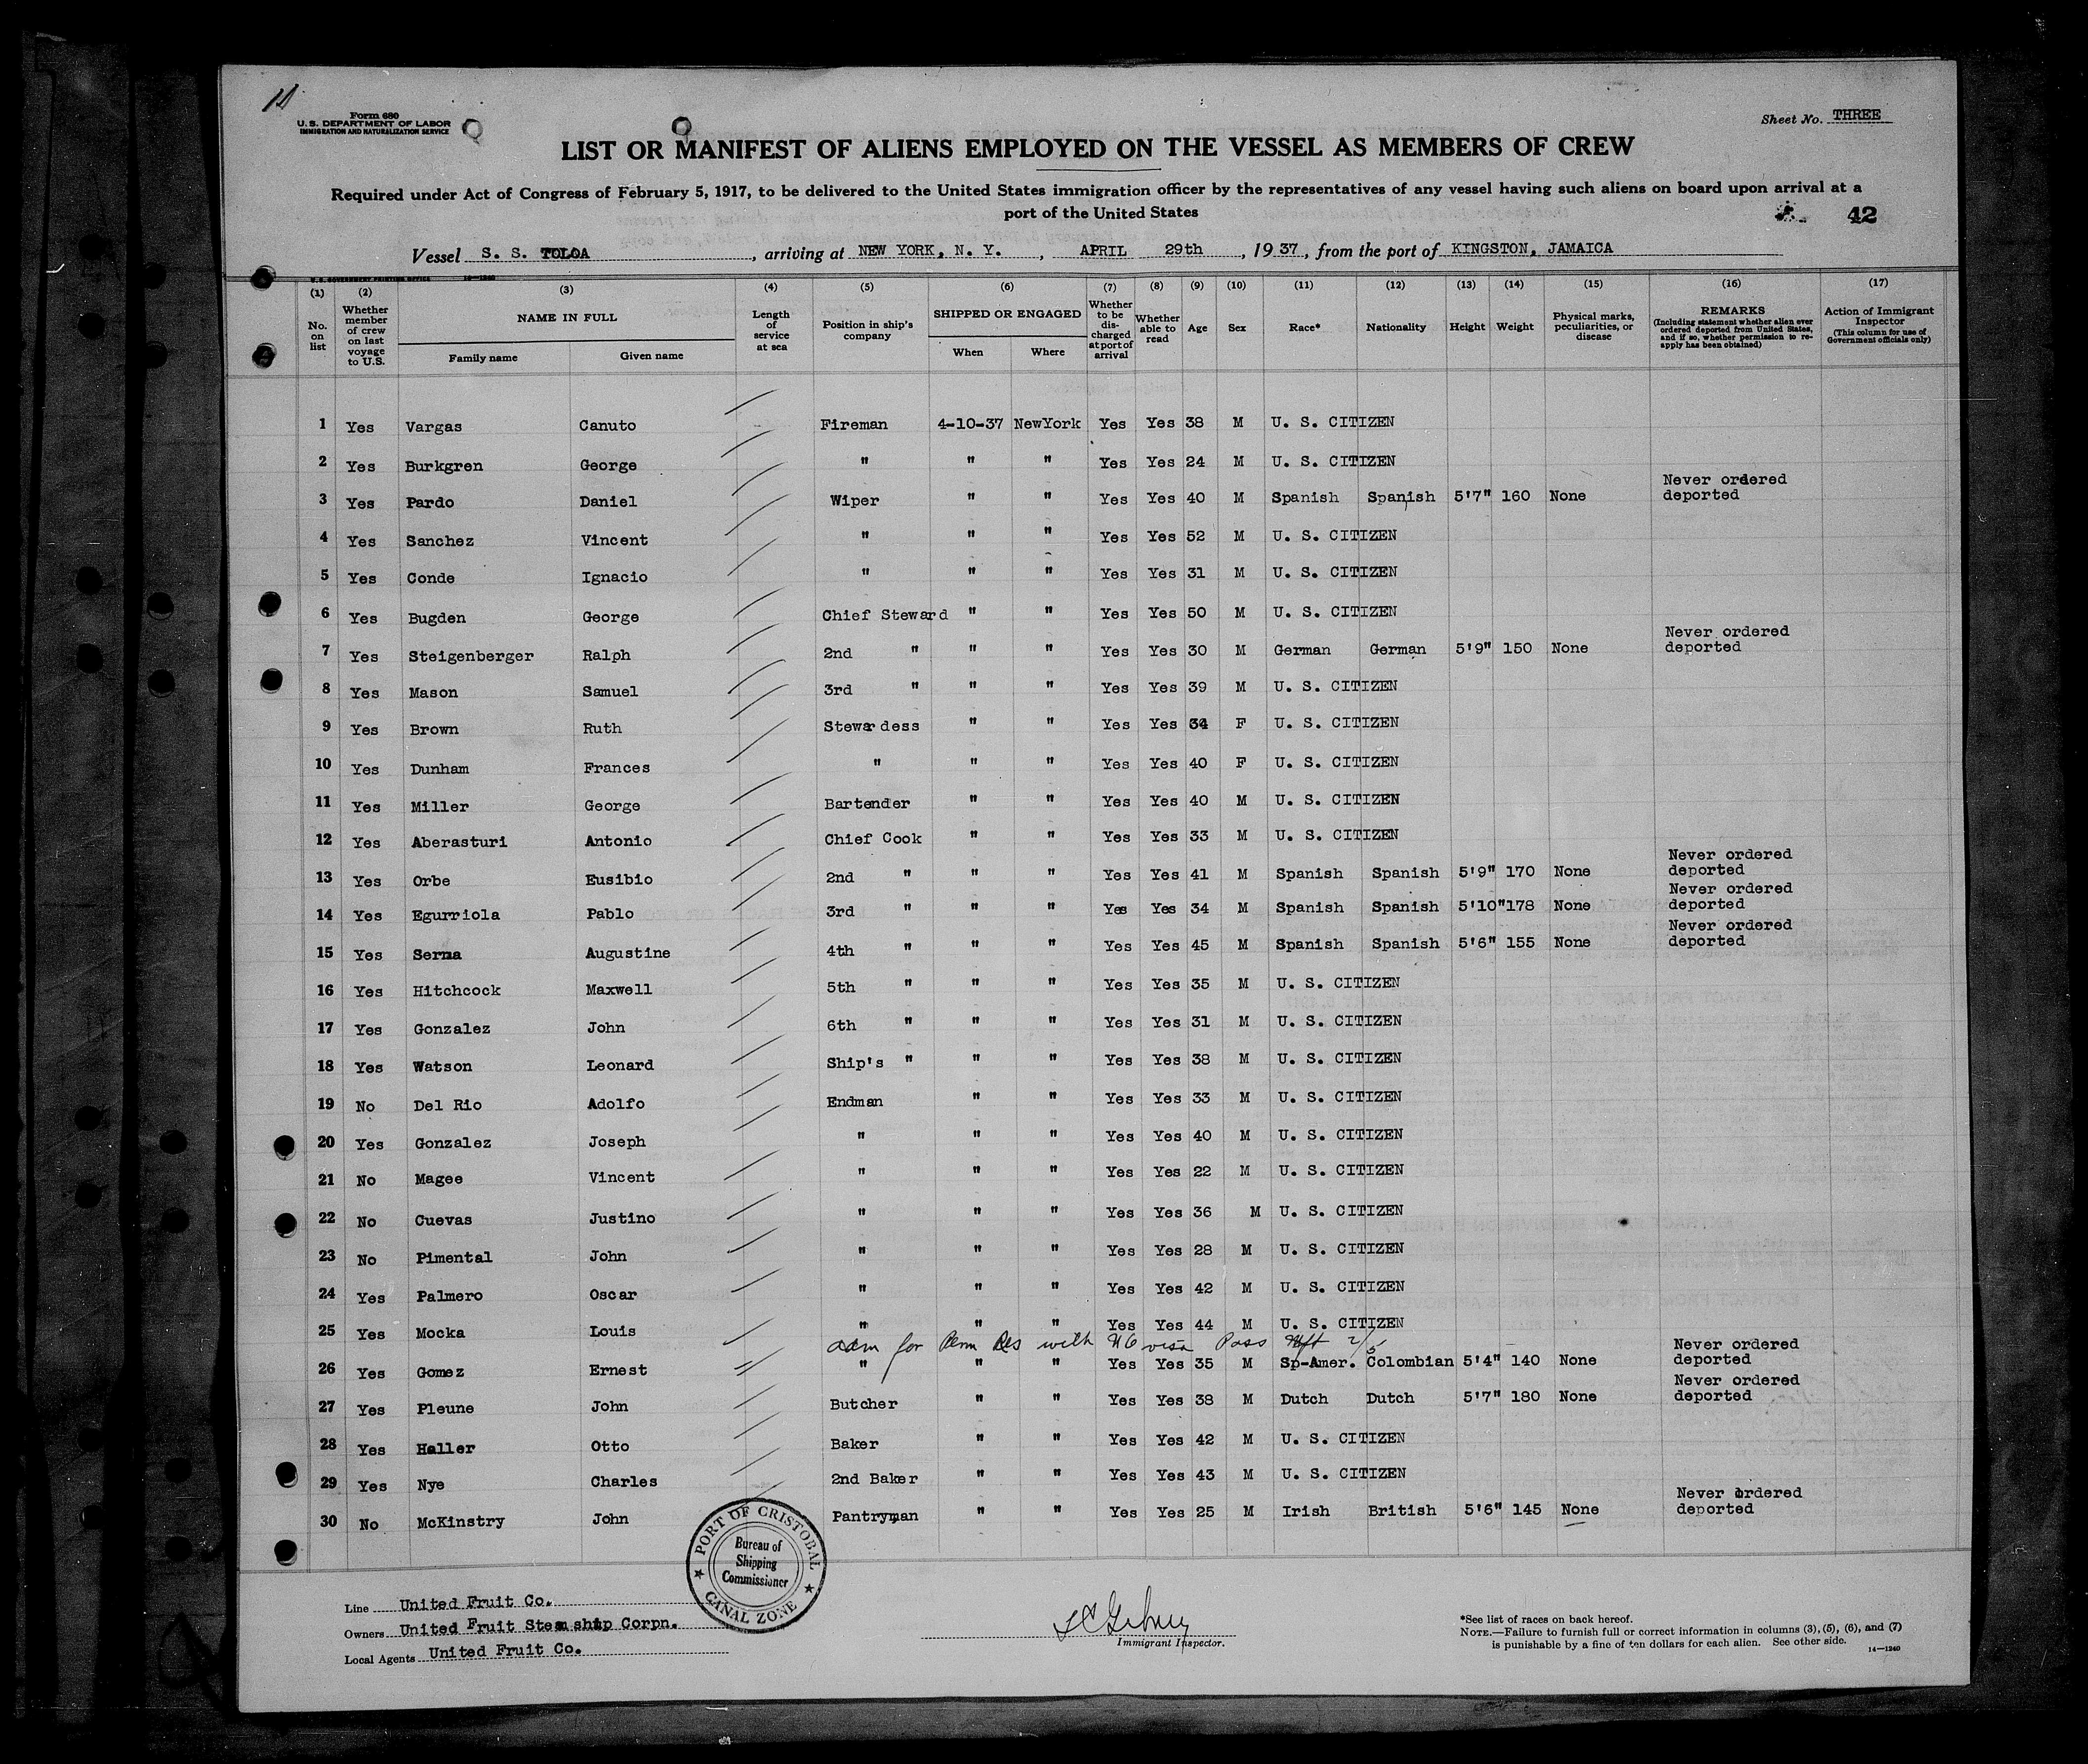 Form 680
U. S. DEPARTMENT OF LABOR
IMMIGRATION AND NATURALIZATION SERVICE
Sheet No. THREE
LIST OR MANIFEST OF ALIENS EMPLOYED ON THE VESSEL AS MEMBERS OF CREW
Required under Act of Congress of February 5, 1917, to be delivered to the United States immigration officer by the representatives of any vessel having such aliens on board upon arrival at a
port of the United States
42
Vessel S. S. TOLOA, arriving at NEW YORK, N. Y., APRIL 29th, 1937, from the port of KINGSTON, JAMAICA
U. S. GOVERNMENT PRINTING OFFICE 14—1240
(1) (2) (3) (4) (5) (6) (7) (8) (9) (10) (11) (12) (13) (14) (15) (16) (17)
No. on list
Whether member of crew on last voyage to U.S.
NAME IN FULL
Family name Given name
Length of service at sea
Position in ship's company
SHIPPED OR ENGAGED
When Where
Whether to be discharged at port of arrival
Whether able to read
Age
Sex
Race*
Nationality
Height
Weight
Physical marks, peculiarities, or disease
REMARKS
(Including statement whether alien ever ordered deported from United States, and if so, whether permission to re-apply has been obtained)
Action of Immigrant Inspector
(This column for use of Government officials only)
1 Yes Vargas Canuto Fireman 4-10-37 NewYork Yes Yes 38 M U. S. CITIZEN
2 Yes Burkgren George " " " Yes Yes 24 M U. S. CITIZEN
3 Yes Pardo Daniel Wiper " " Yes Yes 40 M Spanish Spanish 5'7" 160 None Never ordered deported
4 Yes Sanchez Vincent " " " Yes Yes 52 M U. S. CITIZEN
5 Yes Conde Ignacio " " " Yes Yes 31 M U. S. CITIZEN
6 Yes Bugden George Chief Steward " " Yes Yes 50 M U. S. CITIZEN
7 Yes Steigenberger Ralph 2nd " " " Yes Yes 30 M German German 5'9" 150 None Never ordered deported
8 Yes Mason Samuel 3rd " " " Yes Yes 39 M U. S. CITIZEN
9 Yes Brown Ruth Stewardess " " Yes Yes 34 F U. S. CITIZEN
10 Yes Dunham Frances " " " Yes Yes 40 F U. S. CITIZEN
11 Yes Miller George Bartender " " Yes Yes 40 M U. S. CITIZEN
12 Yes Aberasturi Antonio Chief Cook " " Yes Yes 33 M U. S. CITIZEN
13 Yes Orbe Eusibio 2nd " " " Yes Yes 41 M Spanish Spanish 5'9" 170 None Never ordered deported
14 Yes Egurriola Pablo 3rd " " " Yes Yes 34 M Spanish Spanish 5'10" 178 None Never ordered deported
15 Yes Serna Augustine 4th " " " Yes Yes 45 M Spanish Spanish 5'6" 155 None Never ordered deported
16 Yes Hitchcock Maxwell 5th " " " Yes Yes 35 M U. S. CITIZEN
17 Yes Gonzalez John 6th " " " Yes Yes 31 M U. S. CITIZEN
18 Yes Watson Leonard Ship's " " " Yes Yes 38 M U. S. CITIZEN
19 No Del Rio Adolfo Endman " " Yes Yes 33 M U. S. CITIZEN
20 Yes Gonzalez Joseph " " " Yes Yes 40 M U. S. CITIZEN
21 No Magee Vincent " " " Yes Yes 22 M U. S. CITIZEN
22 No Cuevas Justino " " " Yes Yes 36 M U. S. CITIZEN
23 No Pimental John " " " Yes Yes 28 M U. S. CITIZEN
24 Yes Palmero Oscar " " " Yes Yes 42 M U. S. CITIZEN
25 Yes Mocka Louis " " " Yes Yes 44 M U. S. CITIZEN
adm for Perm Res with visa Pass
26 Yes Gomez Ernest " " " Yes Yes 35 M Sp-Amer. Colombian 5'4" 140 None Never ordered deported
27 Yes Pleune John Butcher " " Yes Yes 38 M Dutch Dutch 5'7" 180 None Never ordered deported
28 Yes Haller Otto Baker " " Yes Yes 42 M U. S. CITIZEN
29 Yes Nye Charles 2nd Baker " " Yes Yes 43 M U. S. CITIZEN
30 No McKinstry John Pantryman " " Yes Yes 25 M Irish British 5'6" 145 None Never ordered deported
PORT OF CRISTOBAL
Bureau of
Shipping
Commissioner
CANAL ZONE
Line United Fruit Co.
Owners United Fruit Steamship Corpn.
Local Agents United Fruit Co.
Immigrant Inspector.
*See list of races on back hereof.
NOTE.—Failure to furnish full or correct information in columns (3), (5), (6), and (7)
is punishable by a fine of ten dollars for each alien. See other side.
14—1240